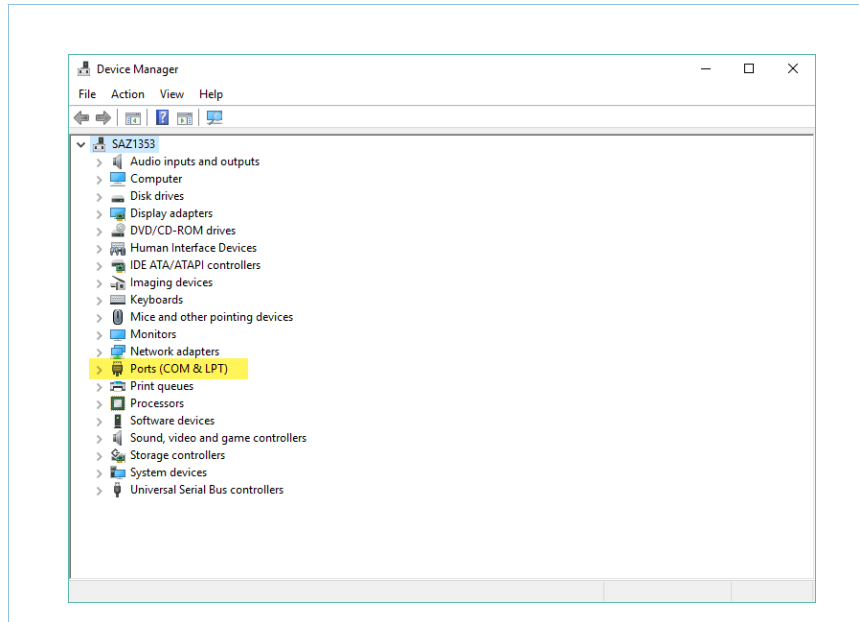 Device Manager
File Action View Help
SAZ1353
Audio inputs and outputs
Computer
Disk drives
Display adapters
DVD/CD-ROM drives
Human Interface Devices
IDE ATA/ATAPI controllers
Imaging devices
Keyboards
Mice and other pointing devices
Monitors
Network adapters
Ports (COM & LPT)
Print queues
Processors
Software devices
Sound, video and game controllers
Storage controllers
System devices
Universal Serial Bus controllers